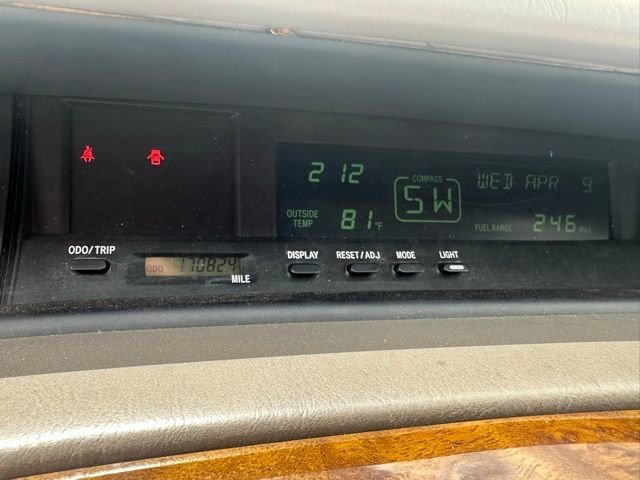 2 12
COMPASS
SW
WED APR 9
OUTSIDE TEMP 81°F
FUEL RANGE 246 MILE
ODO/TRIP
ODO 170824
MILE
DISPLAY RESET/ADJ MODE LIGHT